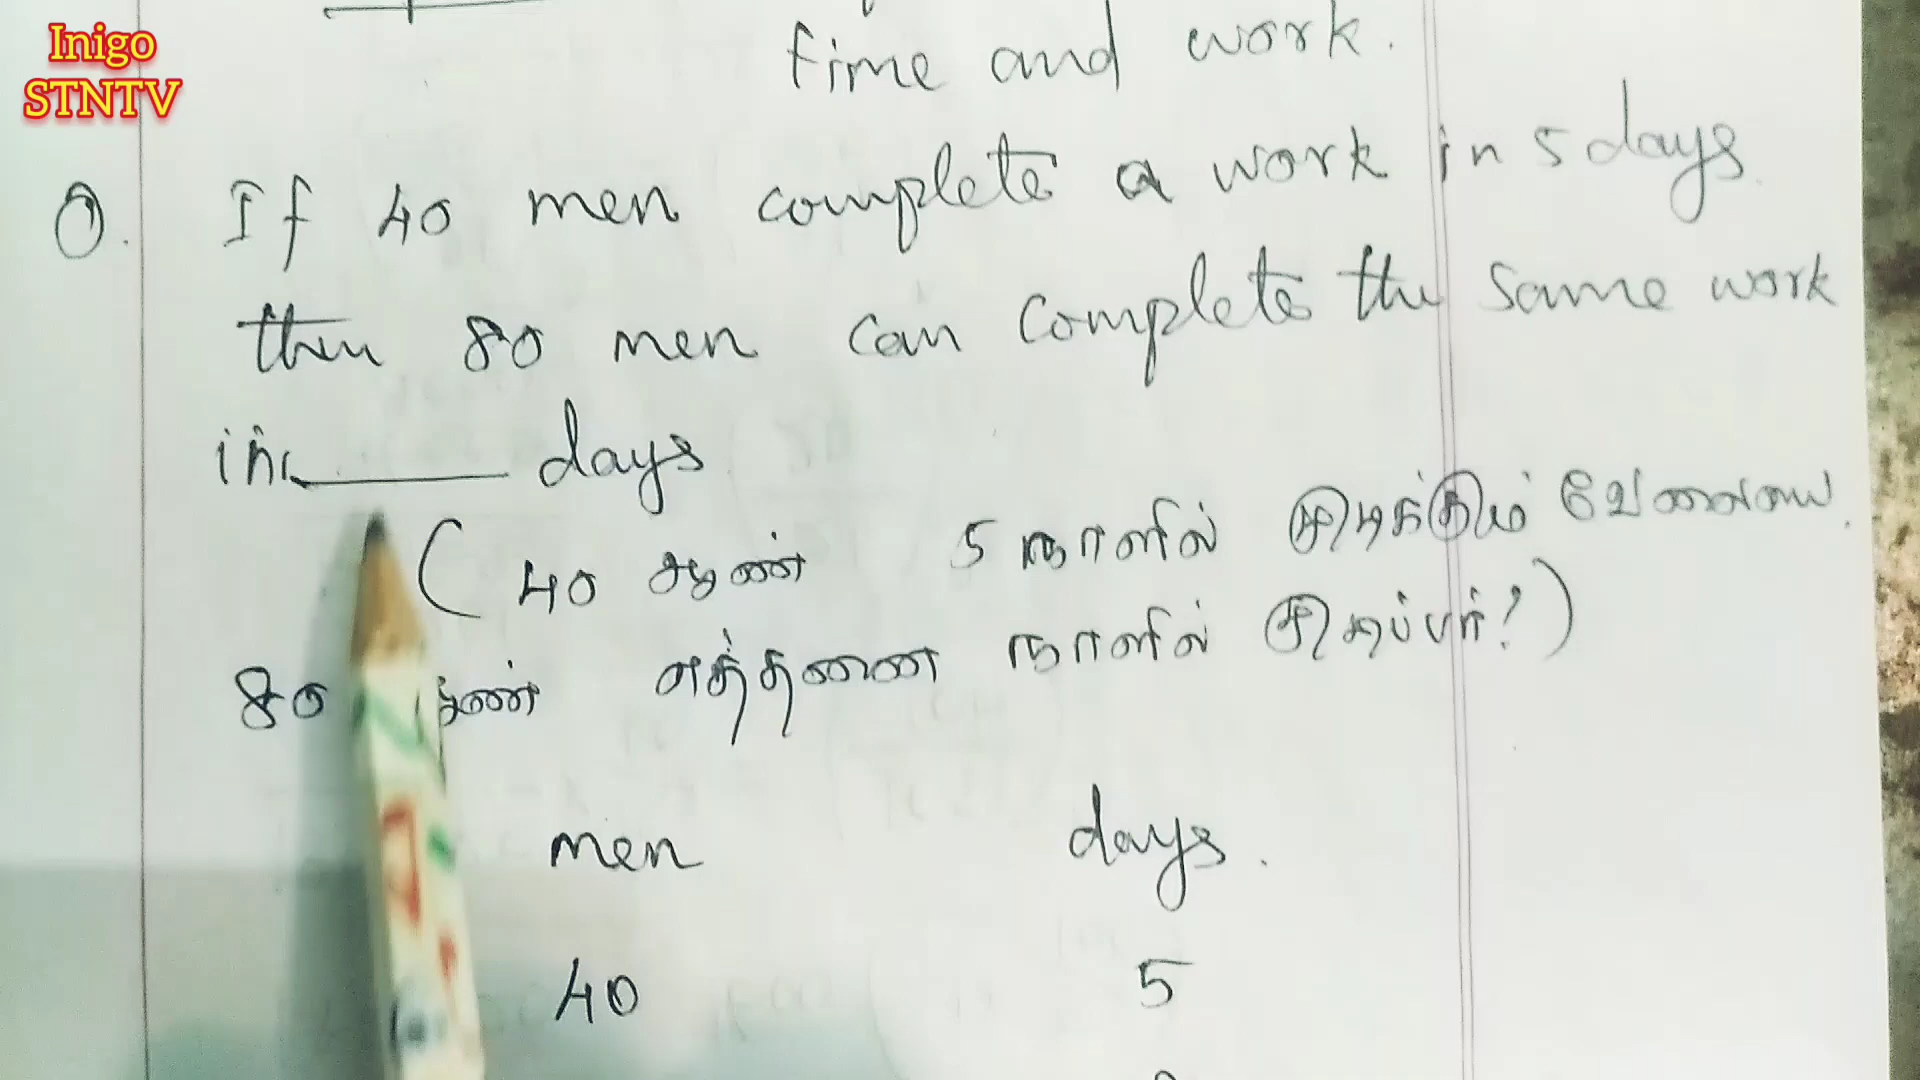 Inigo
STNTV
time and work.
Q. If 40 men complete a work in 5 days
then 80 men can complete the same work
in ____ days
( 40 ஆண் 5 நாளில் முடிக்கும் வேலையை
80 ஆண் எத்தனை நாளில் முடிப்பர்? )
men days.
40 5